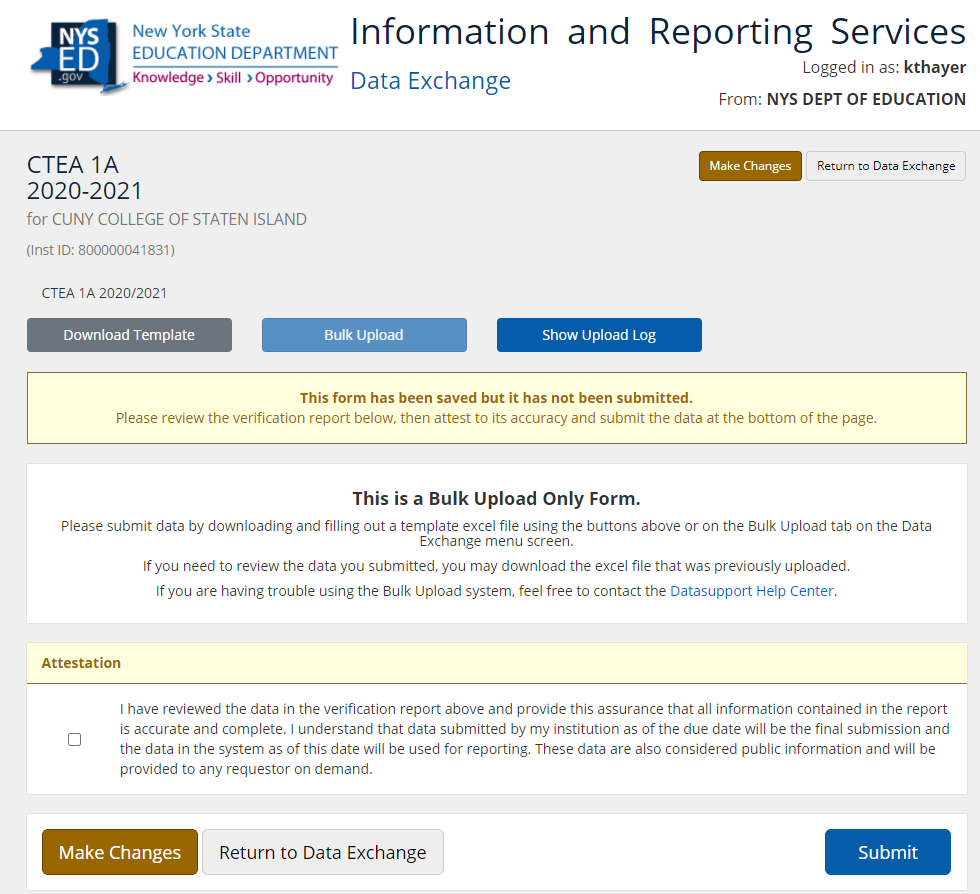 NYS
ED
.gov
New York State
EDUCATION DEPARTMENT
Knowledge › Skill › Opportunity
Information and Reporting Services
Data Exchange
Logged in as: kthayer
From: NYS DEPT OF EDUCATION
CTEA 1A
2020-2021
for CUNY COLLEGE OF STATEN ISLAND
(Inst ID: 800000041831)
Make Changes
Return to Data Exchange
CTEA 1A 2020/2021
Download Template
Bulk Upload
Show Upload Log
This form has been saved but it has not been submitted.
Please review the verification report below, then attest to its accuracy and submit the data at the bottom of the page.
This is a Bulk Upload Only Form.
Please submit data by downloading and filling out a template excel file using the buttons above or on the Bulk Upload tab on the Data
Exchange menu screen.
If you need to review the data you submitted, you may download the excel file that was previously uploaded.
If you are having trouble using the Bulk Upload system, feel free to contact the Datasupport Help Center.
Attestation
I have reviewed the data in the verification report above and provide this assurance that all information contained in the report
is accurate and complete. I understand that data submitted by my institution as of the due date will be the final submission and
the data in the system as of this date will be used for reporting. These data are also considered public information and will be
provided to any requestor on demand.
Make Changes
Return to Data Exchange
Submit